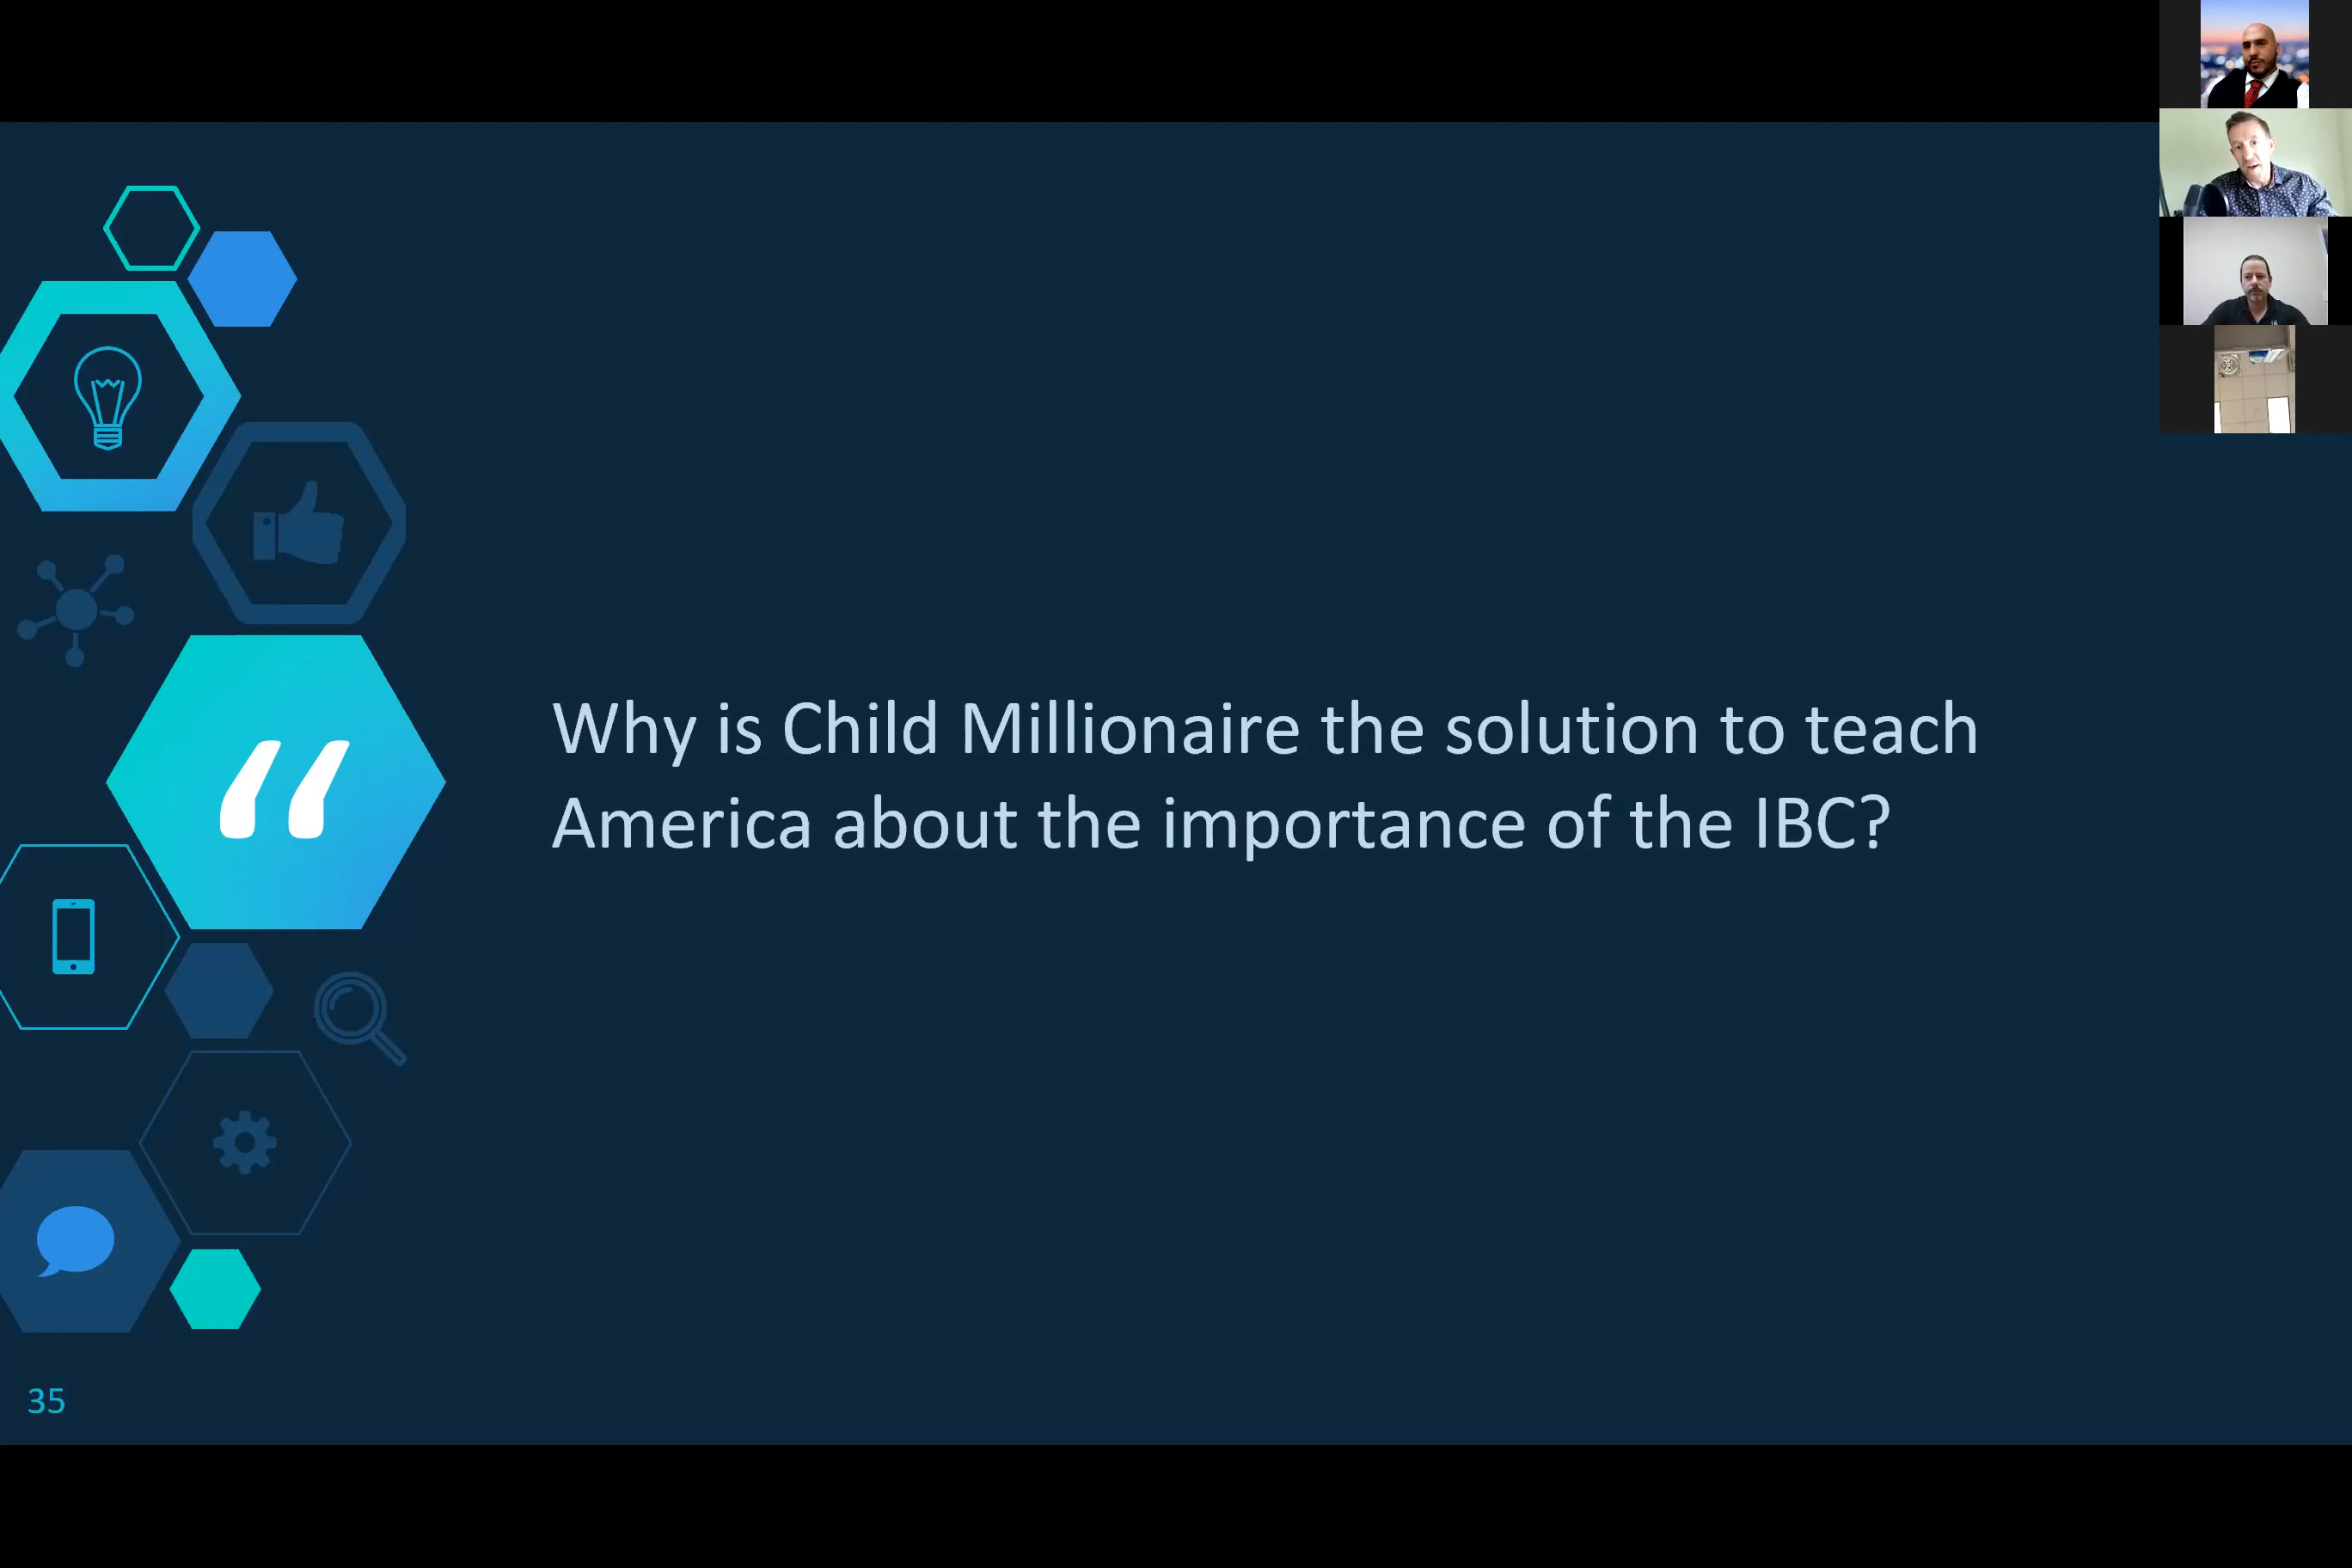 “
Why is Child Millionaire the solution to teach
America about the importance of the IBC?
35